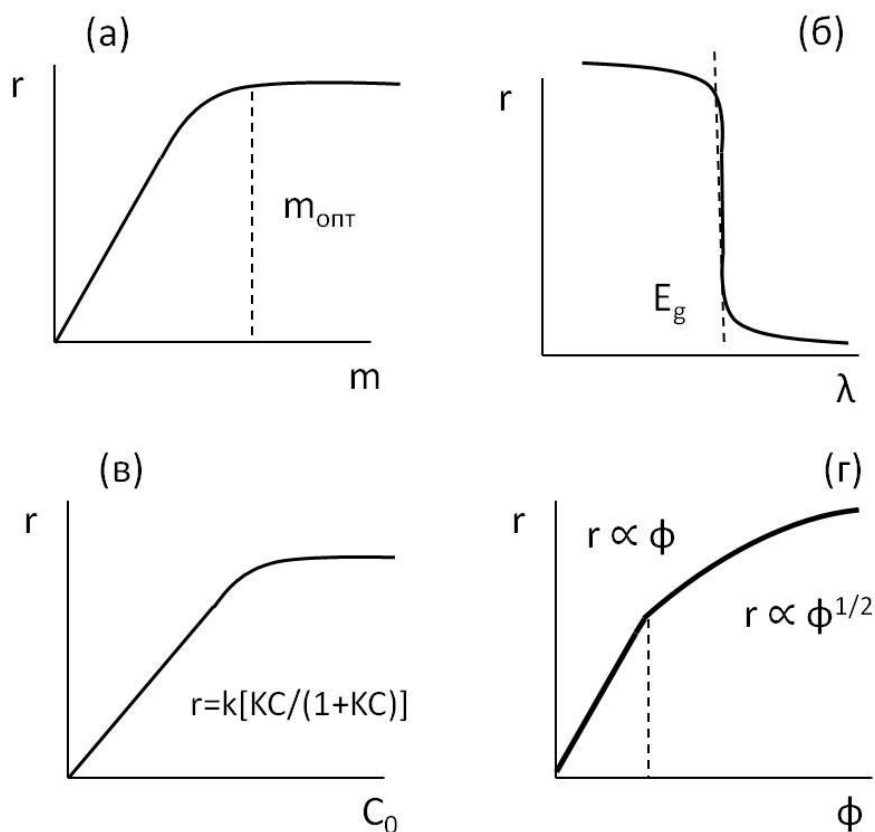 (а)
r
m_опт
m
(б)
r
E_g
λ
(в)
r
r=k[KC/(1+KC)]
C_0
(г)
r
r ∝ ϕ
r ∝ ϕ^{1/2}
ϕ